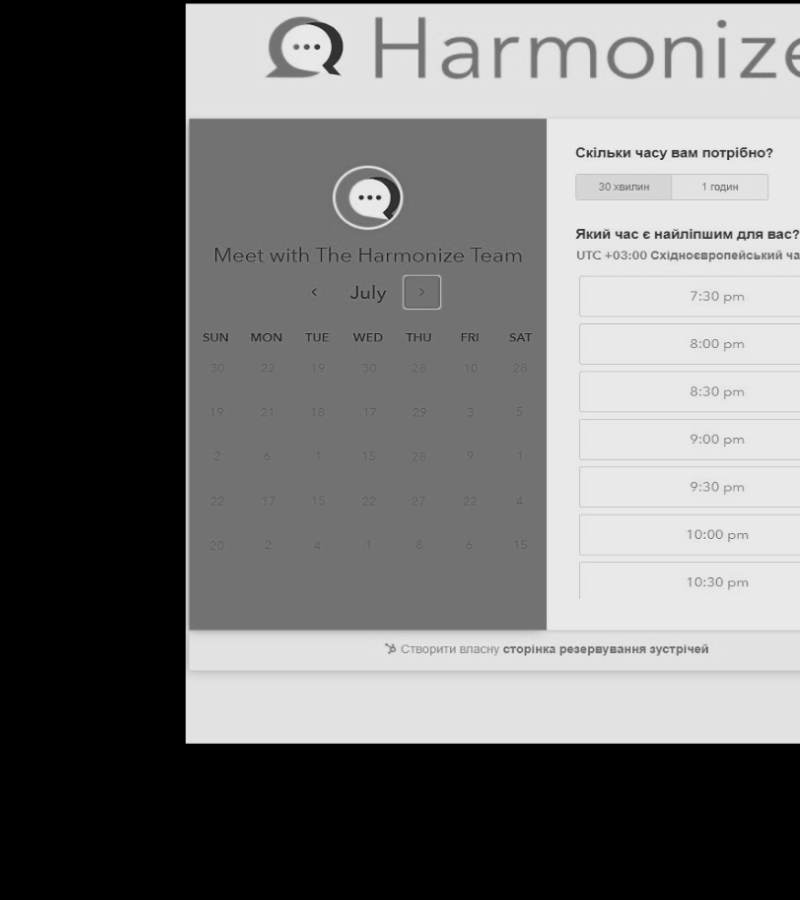 Harmonize
Meet with The Harmonize Team
July
SUN MON TUE WED THU FRI SAT
30 22 19 30 28 10 28
19 21 18 17 29 3 5
2 6 1 15 28 9 1
22 17 15 22 27 22 4
20 2 4 1 8 6 15
Скільки часу вам потрібно?
30 хвилин 1 годин
Який час є найліпшим для вас?
UTC +03:00 Східноєвропейський ча
7:30 pm
8:00 pm
8:30 pm
9:00 pm
9:30 pm
10:00 pm
10:30 pm
Створити власну сторінка резервування зустрічей